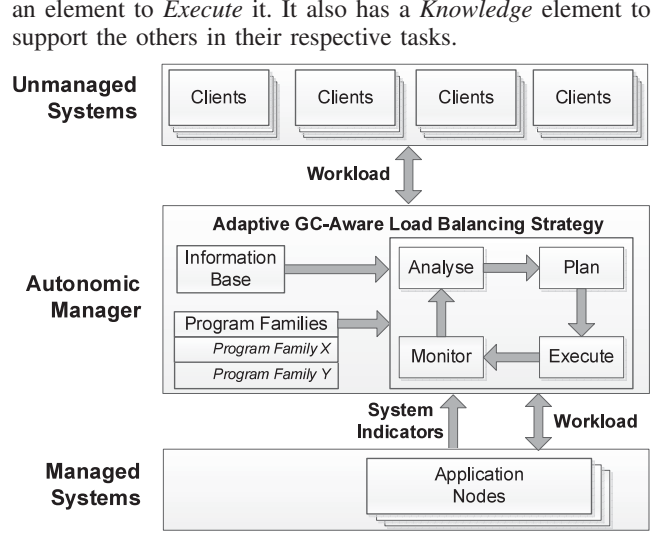 an element to Execute it. It also has a Knowledge element to
support the others in their respective tasks.
Unmanaged
Systems
Clients
Clients
Clients
Clients
Workload
Adaptive GC-Aware Load Balancing Strategy
Autonomic
Manager
Information
Base
Program Families
Program Family X
Program Family Y
Analyse
Plan
Monitor
Execute
System
Indicators
Workload
Managed
Systems
Application
Nodes